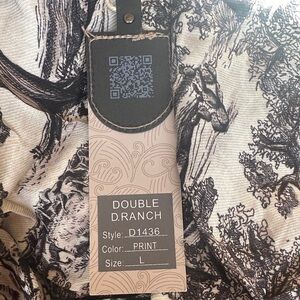 DOUBLE
D.RANCH
Style: D1436
Color: PRINT
Size: L